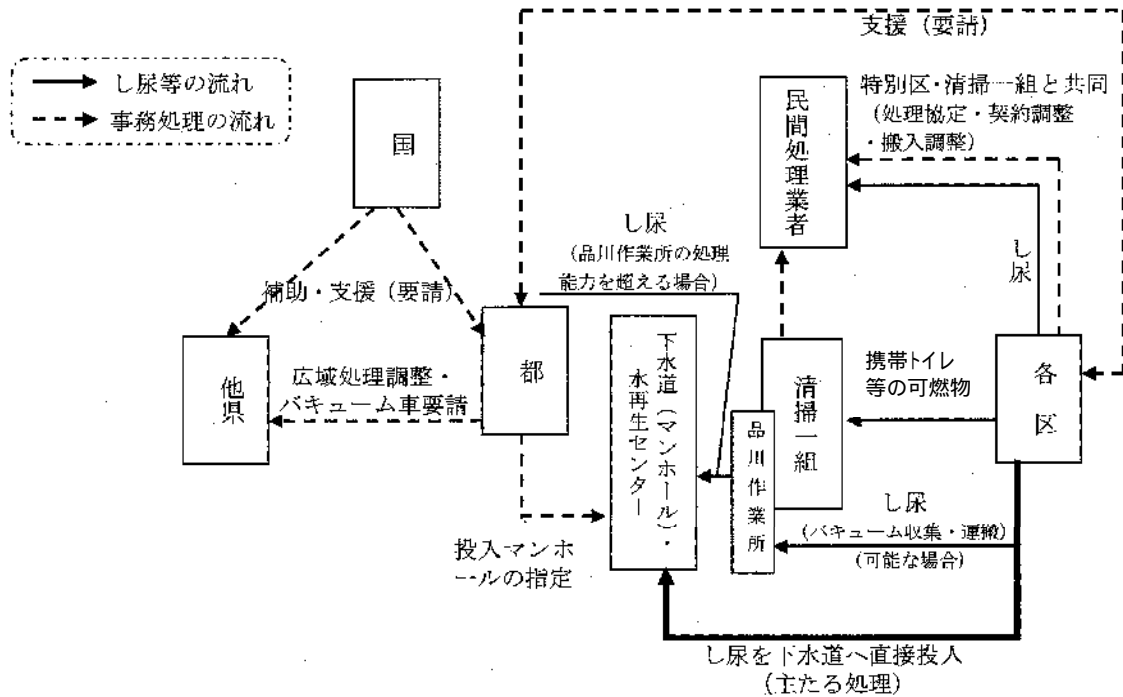 支援（要請）
し尿等の流れ
事務処理の流れ
国
民間処理業者
特別区・清掃一組と共同
（処理協定・契約調整
・搬入調整）
し尿
（品川作業所の処理
能力を超える場合）
し尿
補助・支援（要請）
他県
広域処理調整・
バキューム車要請
都
下水道（マンホール）・
水再生センター
清掃一組
品川作業所
携帯トイレ
等の可燃物
各区
し尿
（バキューム収集・運搬）
（可能な場合）
投入マンホ
ールの指定
し尿を下水道へ直接投入
（主たる処理）